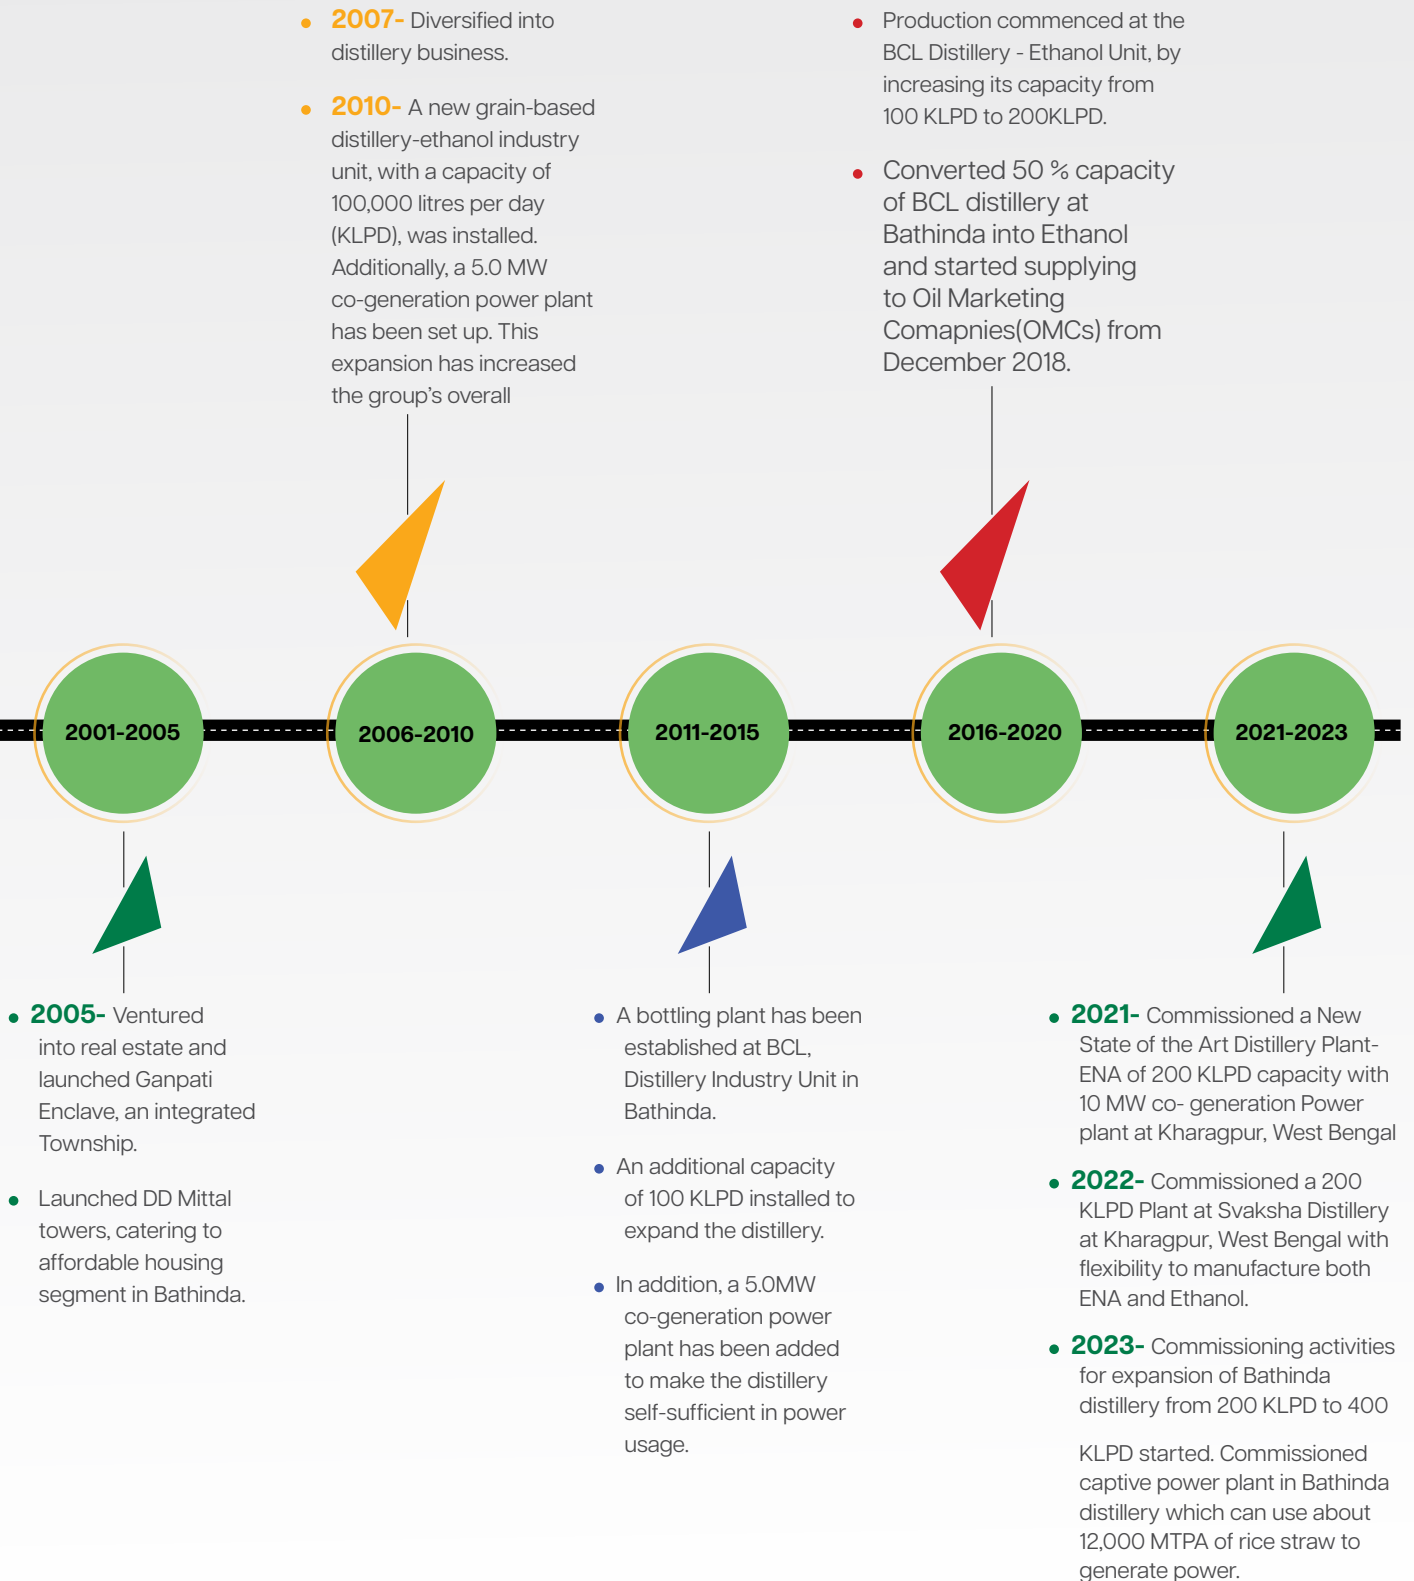 • 2007- Diversified into
distillery business.
• 2010- A new grain-based
distillery-ethanol industry
unit, with a capacity of
100,000 litres per day
(KLPD), was installed.
Additionally, a 5.0 MW
co-generation power plant
has been set up. This
expansion has increased
the group's overall
• Production commenced at the
BCL Distillery - Ethanol Unit, by
increasing its capacity from
100 KLPD to 200KLPD.
• Converted 50 % capacity
of BCL distillery at
Bathinda into Ethanol
and started supplying
to Oil Marketing
Comapnies(OMCs) from
December 2018.
2001-2005
2006-2010
2011-2015
2016-2020
2021-2023
• 2005- Ventured
into real estate and
launched Ganpati
Enclave, an integrated
Township.
• Launched DD Mittal
towers, catering to
affordable housing
segment in Bathinda.
• A bottling plant has been
established at BCL,
Distillery Industry Unit in
Bathinda.
• An additional capacity
of 100 KLPD installed to
expand the distillery.
• In addition, a 5.0MW
co-generation power
plant has been added
to make the distillery
self-sufficient in power
usage.
• 2021- Commissioned a New
State of the Art Distillery Plant-
ENA of 200 KLPD capacity with
10 MW co- generation Power
plant at Kharagpur, West Bengal
• 2022- Commissioned a 200
KLPD Plant at Svaksha Distillery
at Kharagpur, West Bengal with
flexibility to manufacture both
ENA and Ethanol.
• 2023- Commissioning activities
for expansion of Bathinda
distillery from 200 KLPD to 400
KLPD started. Commissioned
captive power plant in Bathinda
distillery which can use about
12,000 MTPA of rice straw to
generate power.